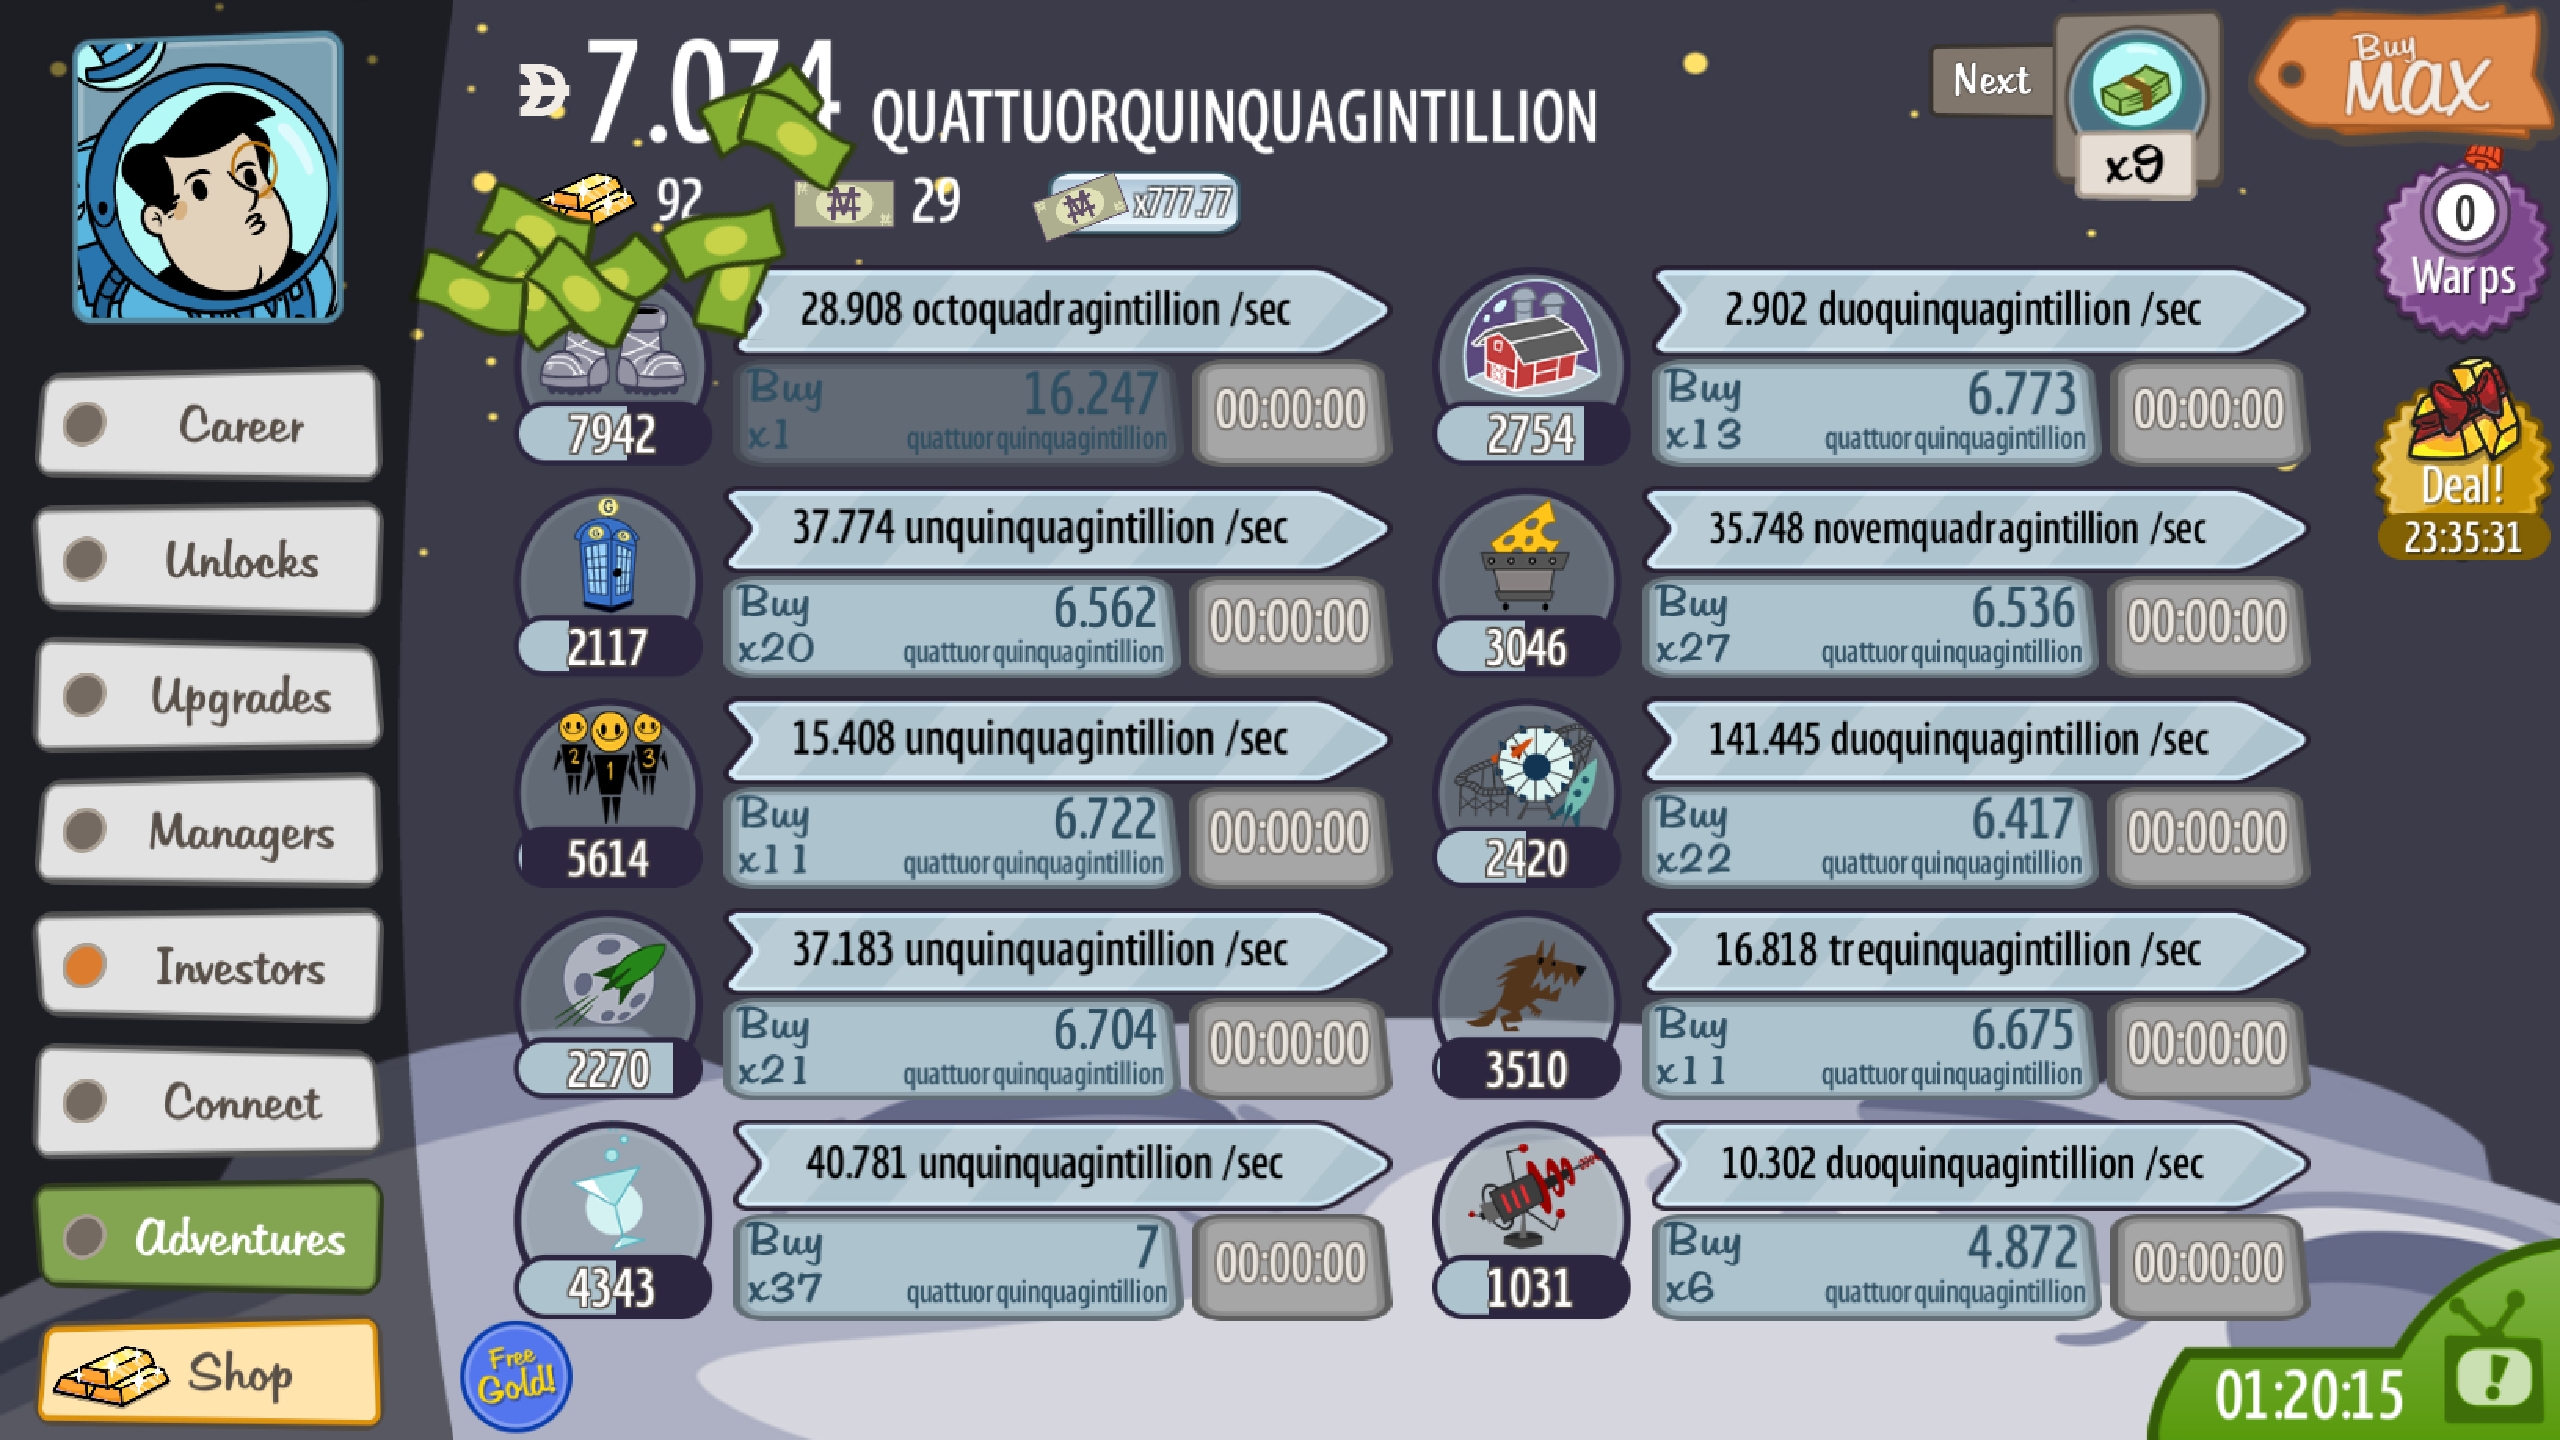 7.074 QUATTUORQUINQUAGINTILLION
Next
x9
Buy
MAX
92
29
x777.77
0
Warps
Deal!
23:35:31
Career
Unlocks
Upgrades
Managers
Investors
Connect
Adventures
Shop
28.908 octoquadragintillion /sec
Buy
x1
16.247
quattuorquinquagintillion
00:00:00
7942
2.902 duoquinquagintillion /sec
Buy
x13
6.773
quattuorquinquagintillion
00:00:00
2754
G
G G
37.774 unquinquagintillion /sec
Buy
x20
6.562
quattuorquinquagintillion
00:00:00
2117
35.748 novemquadragintillion /sec
Buy
x27
6.536
quattuorquinquagintillion
00:00:00
3046
2 1 3
15.408 unquinquagintillion /sec
Buy
x11
6.722
quattuorquinquagintillion
00:00:00
5614
141.445 duoquinquagintillion /sec
Buy
x22
6.417
quattuorquinquagintillion
00:00:00
2420
37.183 unquinquagintillion /sec
Buy
x21
6.704
quattuorquinquagintillion
00:00:00
2270
16.818 trequinquagintillion /sec
Buy
x11
6.675
quattuorquinquagintillion
00:00:00
3510
40.781 unquinquagintillion /sec
Buy
x37
7
quattuorquinquagintillion
00:00:00
4343
10.302 duoquinquagintillion /sec
Buy
x6
4.872
quattuorquinquagintillion
00:00:00
1031
Free
Gold!
01:20:15
!